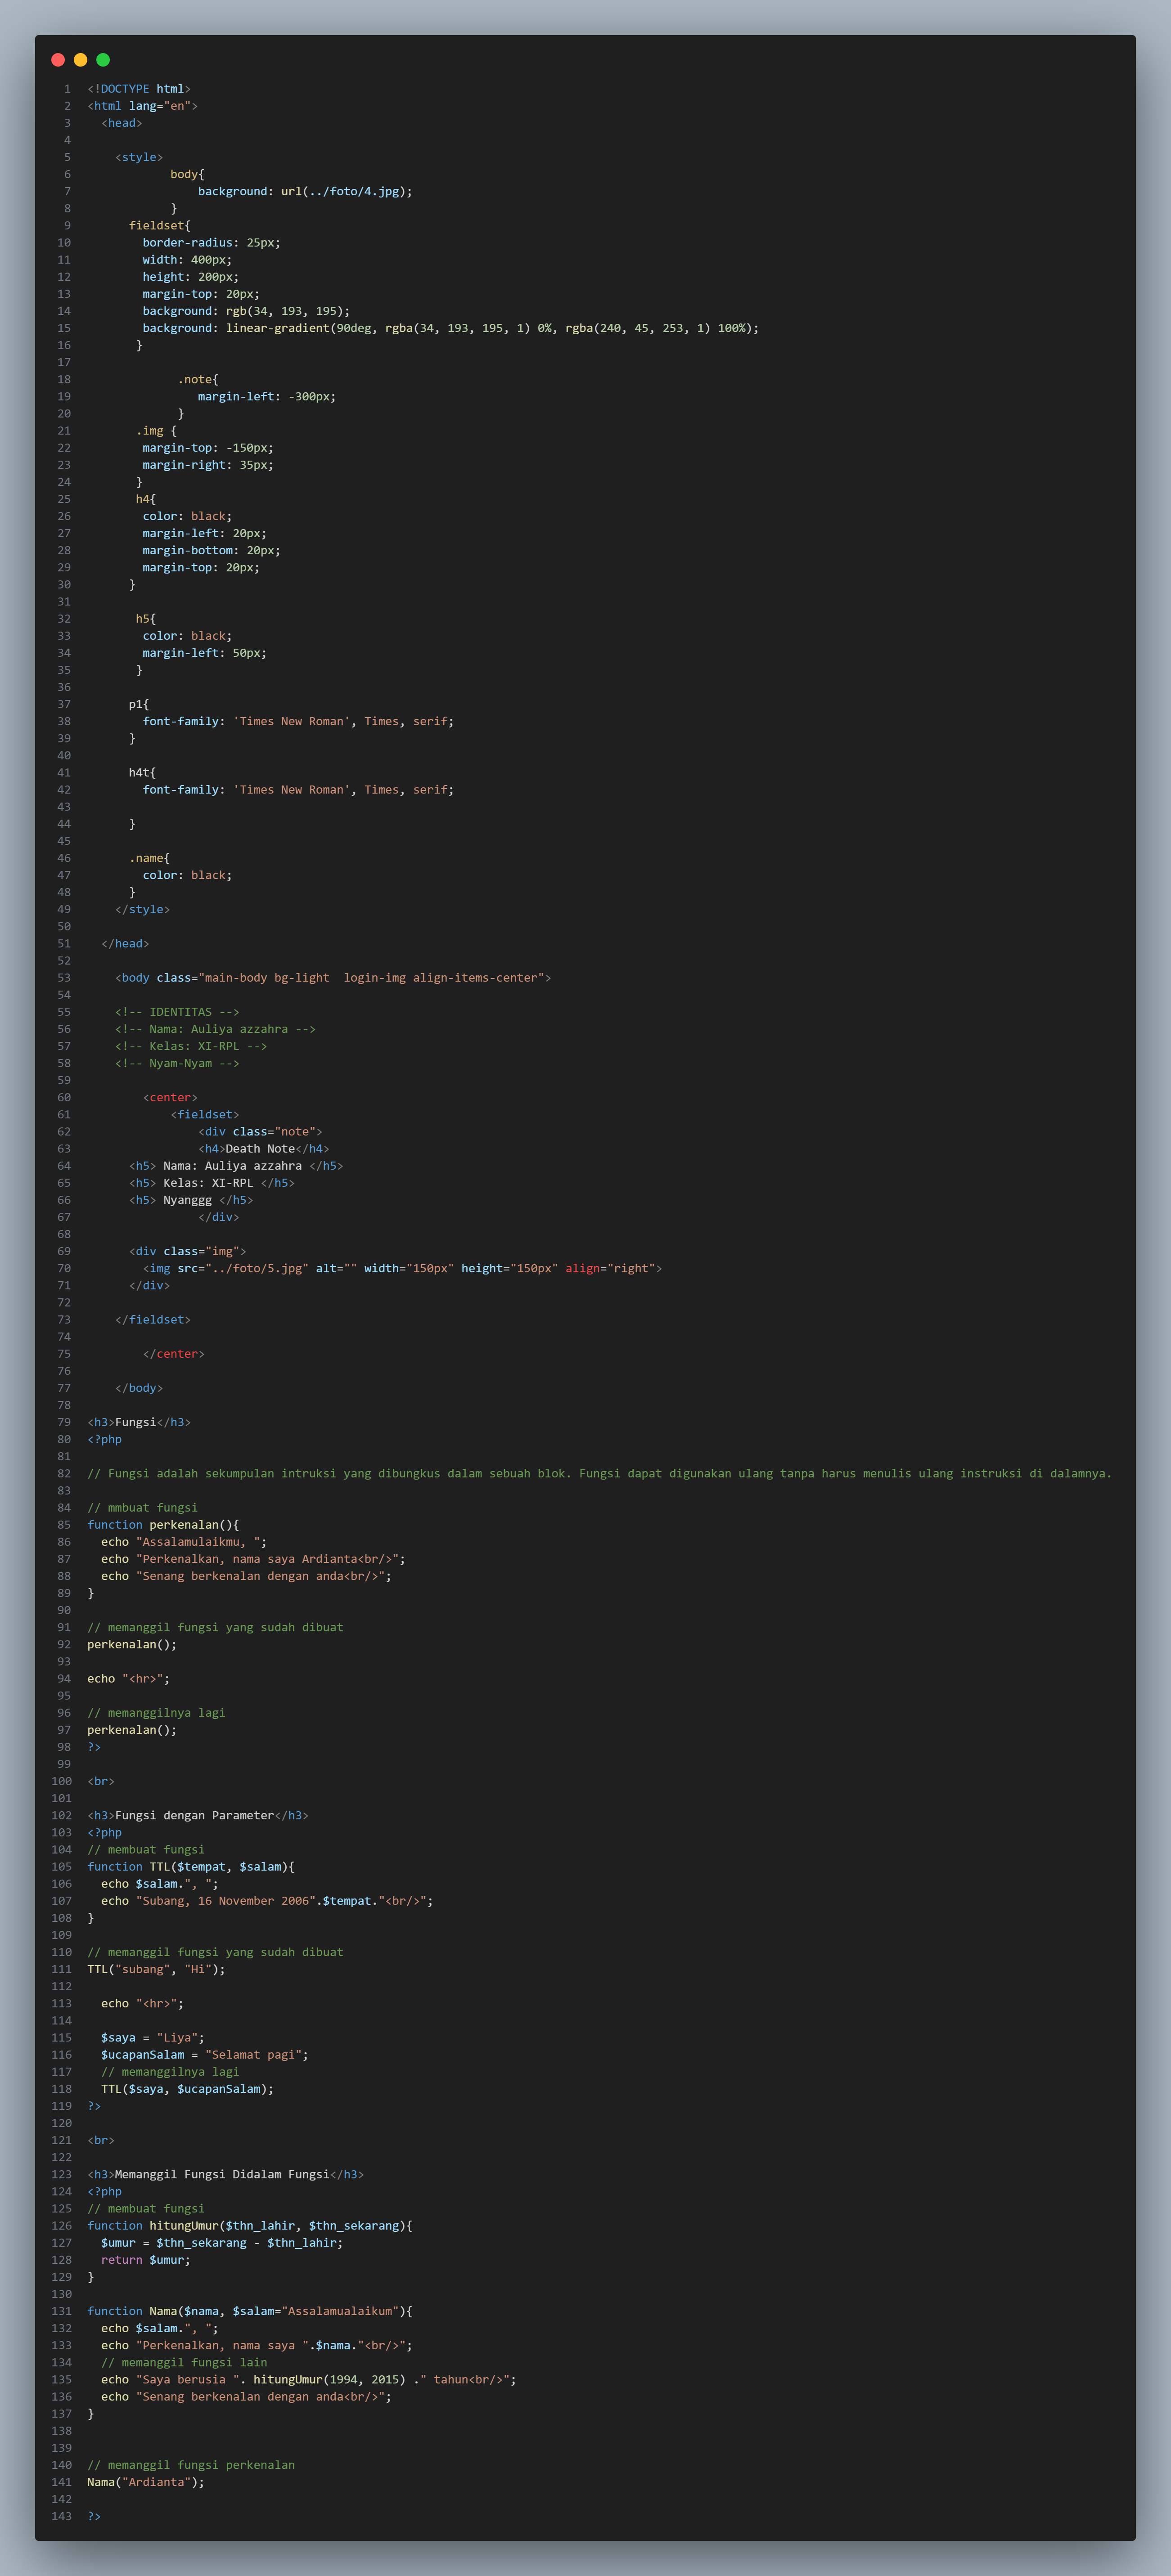 1 <!DOCTYPE html>
2 <html lang="en">
3   <head>
4
5     <style>
6             body{
7                 background: url(../foto/4.jpg);
8             }
9       fieldset{
10         border-radius: 25px;
11         width: 400px;
12         height: 200px;
13         margin-top: 20px;
14         background: rgb(34, 193, 195);
15         background: linear-gradient(90deg, rgba(34, 193, 195, 1) 0%, rgba(240, 45, 253, 1) 100%);
16        }
17
18              .note{
19                 margin-left: -300px;
20              }
21        .img {
22         margin-top: -150px;
23         margin-right: 35px;
24        }
25        h4{
26         color: black;
27         margin-left: 20px;
28         margin-bottom: 20px;
29         margin-top: 20px;
30       }
31
32        h5{
33         color: black;
34         margin-left: 50px;
35        }
36
37       p1{
38         font-family: 'Times New Roman', Times, serif;
39       }
40
41       h4t{
42         font-family: 'Times New Roman', Times, serif;
43
44       }
45
46       .name{
47         color: black;
48       }
49     </style>
50
51   </head>
52
53     <body class="main-body bg-light  login-img align-items-center">
54
55     <!-- IDENTITAS -->
56     <!-- Nama: Auliya azzahra -->
57     <!-- Kelas: XI-RPL -->
58     <!-- Nyam-Nyam -->
59
60         <center>
61             <fieldset>
62                 <div class="note">
63                 <h4>Death Note</h4>
64       <h5> Nama: Auliya azzahra </h5>
65       <h5> Kelas: XI-RPL </h5>
66       <h5> Nyanggg </h5>
67                 </div>
68
69       <div class="img">
70         <img src="../foto/5.jpg" alt="" width="150px" height="150px" align="right">
71       </div>
72
73     </fieldset>
74
75         </center>
76
77     </body>
78
79 <h3>Fungsi</h3>
80 <?php
81
82 // Fungsi adalah sekumpulan intruksi yang dibungkus dalam sebuah blok. Fungsi dapat digunakan ulang tanpa harus menulis ulang instruksi di dalamnya.
83
84 // mmbuat fungsi
85 function perkenalan(){
86   echo "Assalamulaikmu, ";
87   echo "Perkenalkan, nama saya Ardianta<br/>";
88   echo "Senang berkenalan dengan anda<br/>";
89 }
90
91 // memanggil fungsi yang sudah dibuat
92 perkenalan();
93
94 echo "<hr>";
95
96 // memanggilnya lagi
97 perkenalan();
98 ?>
99
100 <br>
101
102 <h3>Fungsi dengan Parameter</h3>
103 <?php
104 // membuat fungsi
105 function TTL($tempat, $salam){
106   echo $salam.", ";
107   echo "Subang, 16 November 2006".$tempat."<br/>";
108 }
109
110 // memanggil fungsi yang sudah dibuat
111 TTL("subang", "Hi");
112
113   echo "<hr>";
114
115   $saya = "Liya";
116   $ucapanSalam = "Selamat pagi";
117   // memanggilnya lagi
118   TTL($saya, $ucapanSalam);
119 ?>
120
121 <br>
122
123 <h3>Memanggil Fungsi Didalam Fungsi</h3>
124 <?php
125 // membuat fungsi
126 function hitungUmur($thn_lahir, $thn_sekarang){
127   $umur = $thn_sekarang - $thn_lahir;
128   return $umur;
129 }
130
131 function Nama($nama, $salam="Assalamualaikum"){
132   echo $salam.", ";
133   echo "Perkenalkan, nama saya ".$nama."<br/>";
134   // memanggil fungsi lain
135   echo "Saya berusia ". hitungUmur(1994, 2015) ." tahun<br/>";
136   echo "Senang berkenalan dengan anda<br/>";
137 }
138
139
140 // memanggil fungsi perkenalan
141 Nama("Ardianta");
142
143 ?>